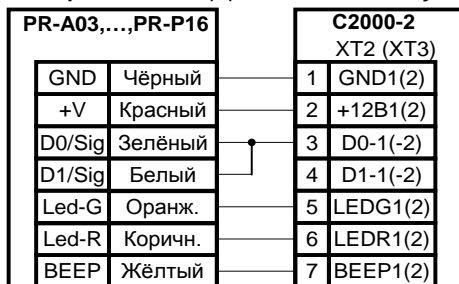 PR-A03,...,PR-P16 C2000-2
XT2 (XT3)
GND Чёрный 1 GND1(2)
+V Красный 2 +12В1(2)
D0/Sig Зелёный 3 D0-1(-2)
D1/Sig Белый 4 D1-1(-2)
Led-G Оранж. 5 LEDG1(2)
Led-R Коричн. 6 LEDR1(2)
BEEP Жёлтый 7 BEEP1(2)